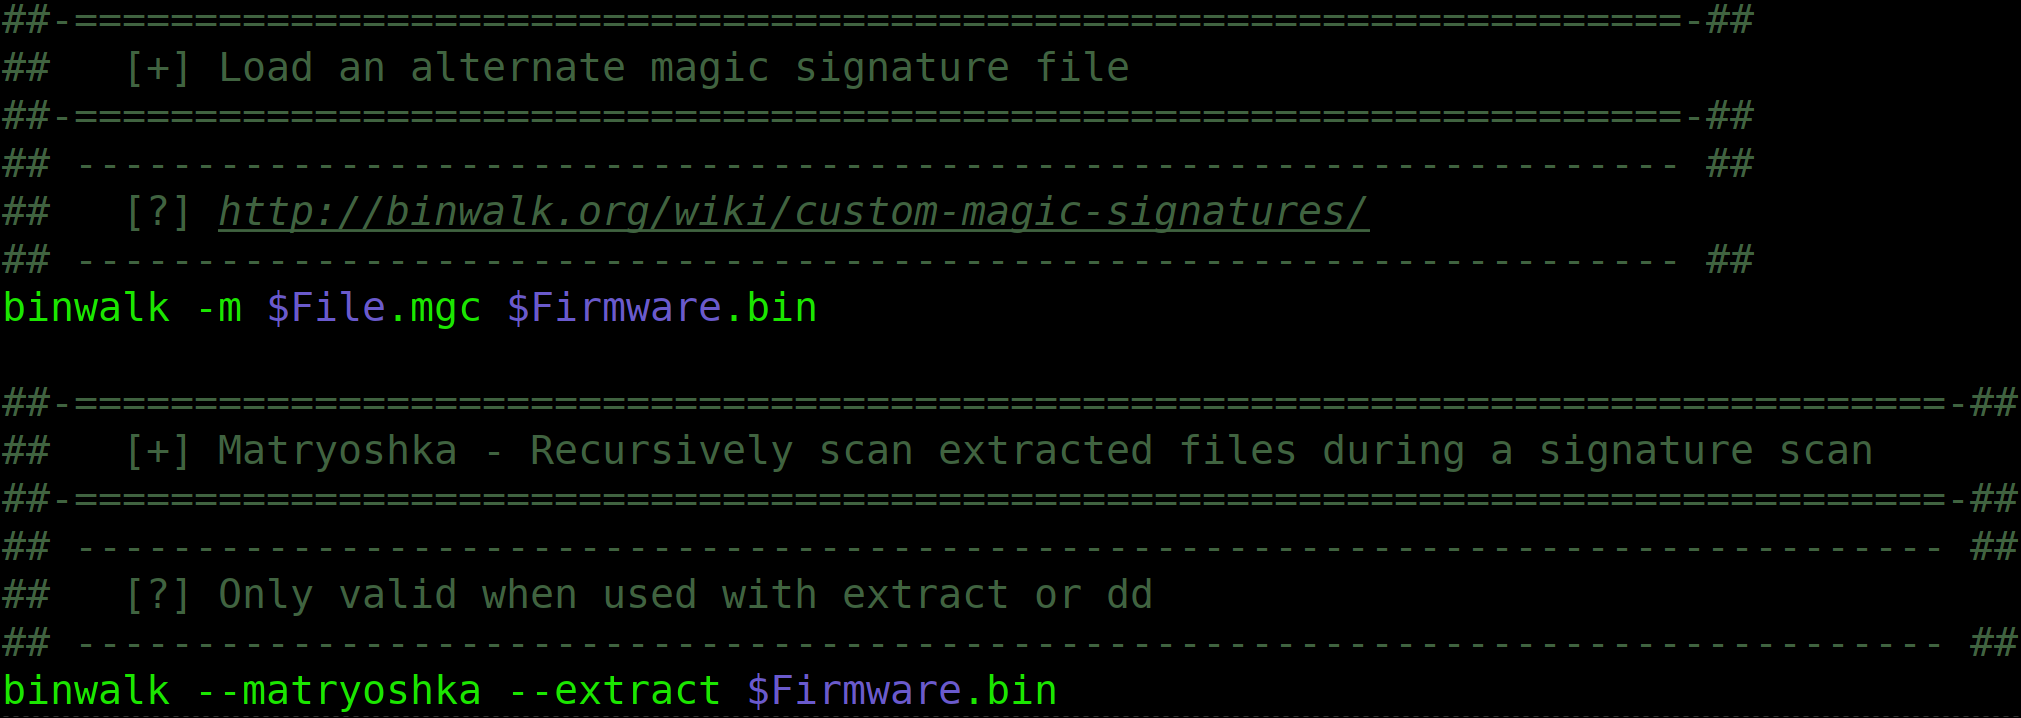 ##-===================================================================-##
##   [+] Load an alternate magic signature file
##-===================================================================-##
## ------------------------------------------------------------------- ##
##   [?] http://binwalk.org/wiki/custom-magic-signatures/
## ------------------------------------------------------------------- ##
binwalk -m $File.mgc $Firmware.bin
##-==============================================================================-##
##   [+] Matryoshka - Recursively scan extracted files during a signature scan
##-==============================================================================-##
## ------------------------------------------------------------------------------ ##
##   [?] Only valid when used with extract or dd
## ------------------------------------------------------------------------------ ##
binwalk --matryoshka --extract $Firmware.bin